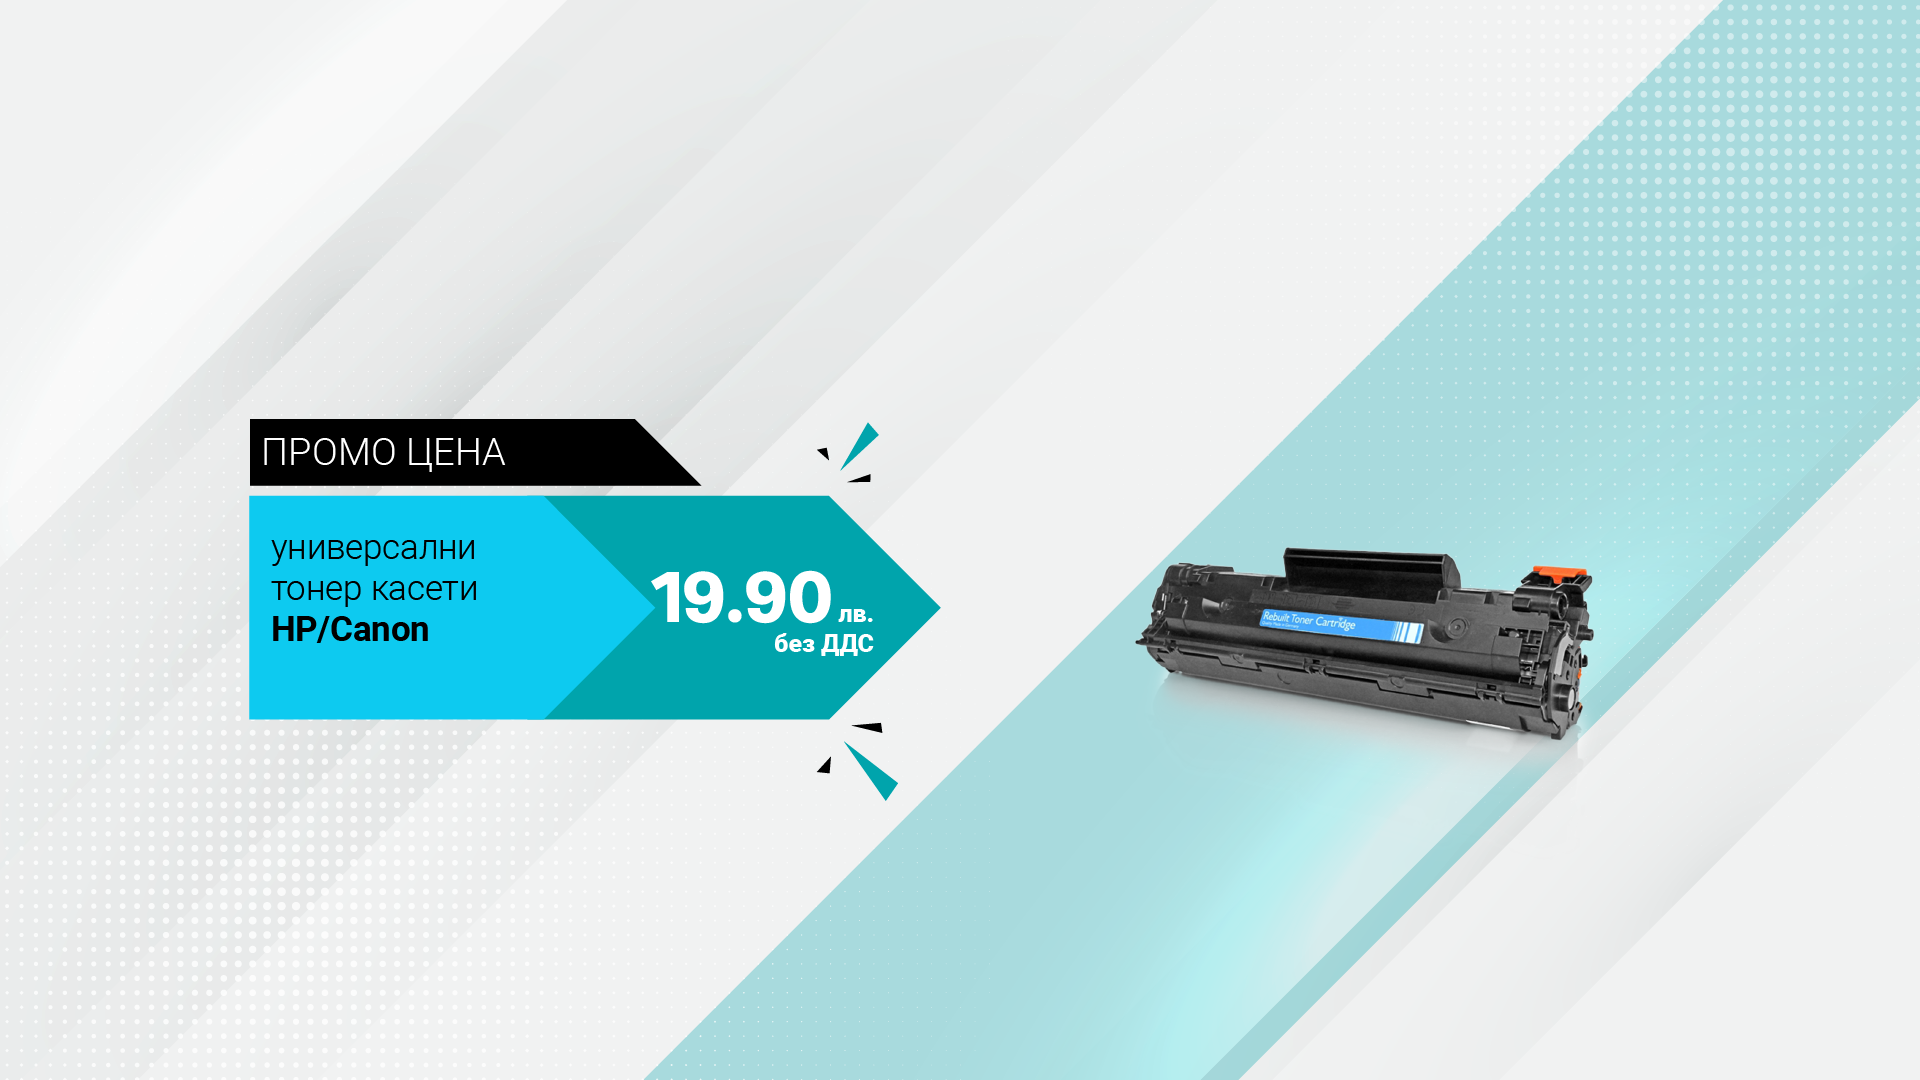 ПРОМО ЦЕНА
универсални
тонер касети
HP/Canon
19.90 лв.
без ДДС
Rebuilt Toner Cartridge